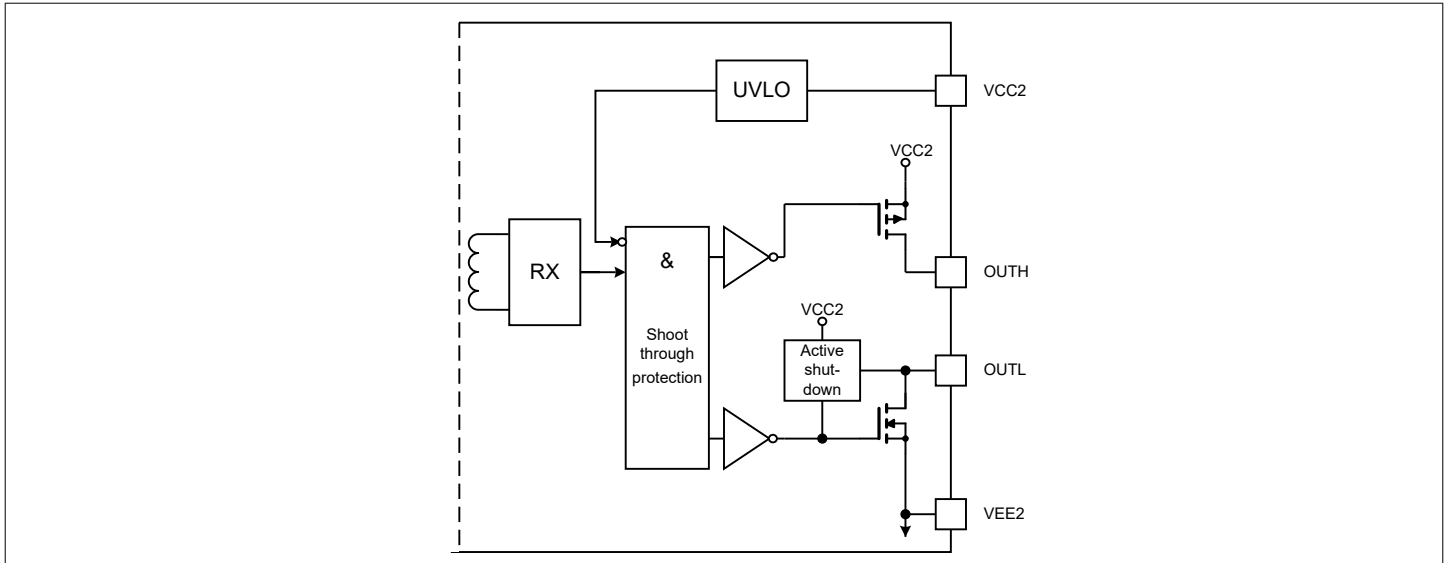 UVLO
VCC2
VCC2
RX
&
OUTH
Shoot
through
protection
VCC2
Active
shut-
down
OUTL
VEE2